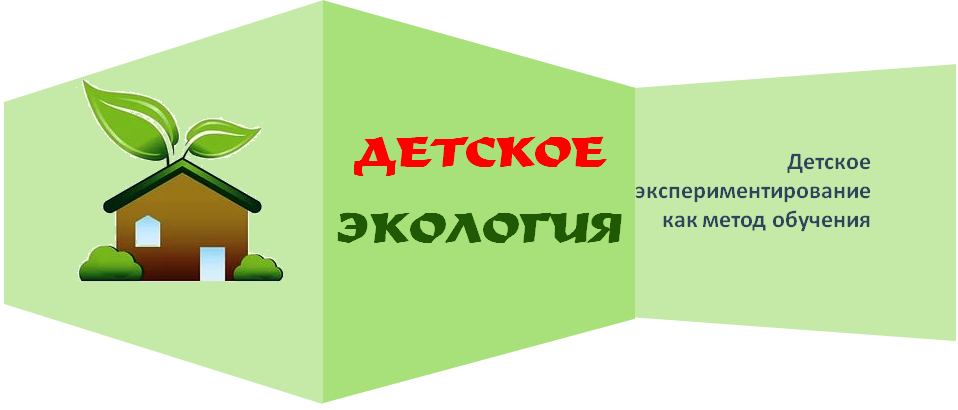 ДЕТСКОЕ
ЭКОЛОГИЯ
Детское
экспериментирование
как метод обучения